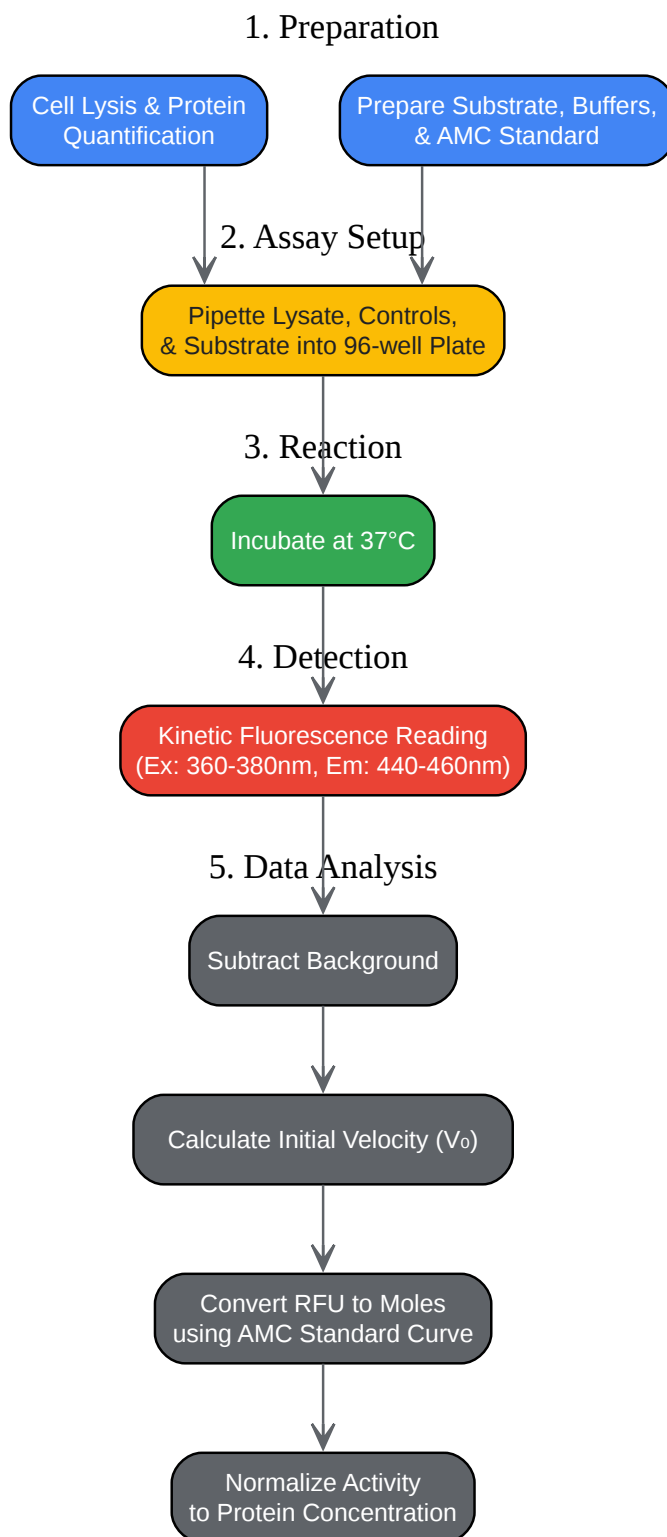 1. Preparation
Cell Lysis & Protein
Quantification
Prepare Substrate, Buffers,
& AMC Standard
2. Assay Setup
Pipette Lysate, Controls,
& Substrate into 96-well Plate
3. Reaction
Incubate at 37°C
4. Detection
Kinetic Fluorescence Reading
(Ex: 360-380nm, Em: 440-460nm)
5. Data Analysis
Subtract Background
Calculate Initial Velocity (V₀)
Convert RFU to Moles
using AMC Standard Curve
Normalize Activity
to Protein Concentration